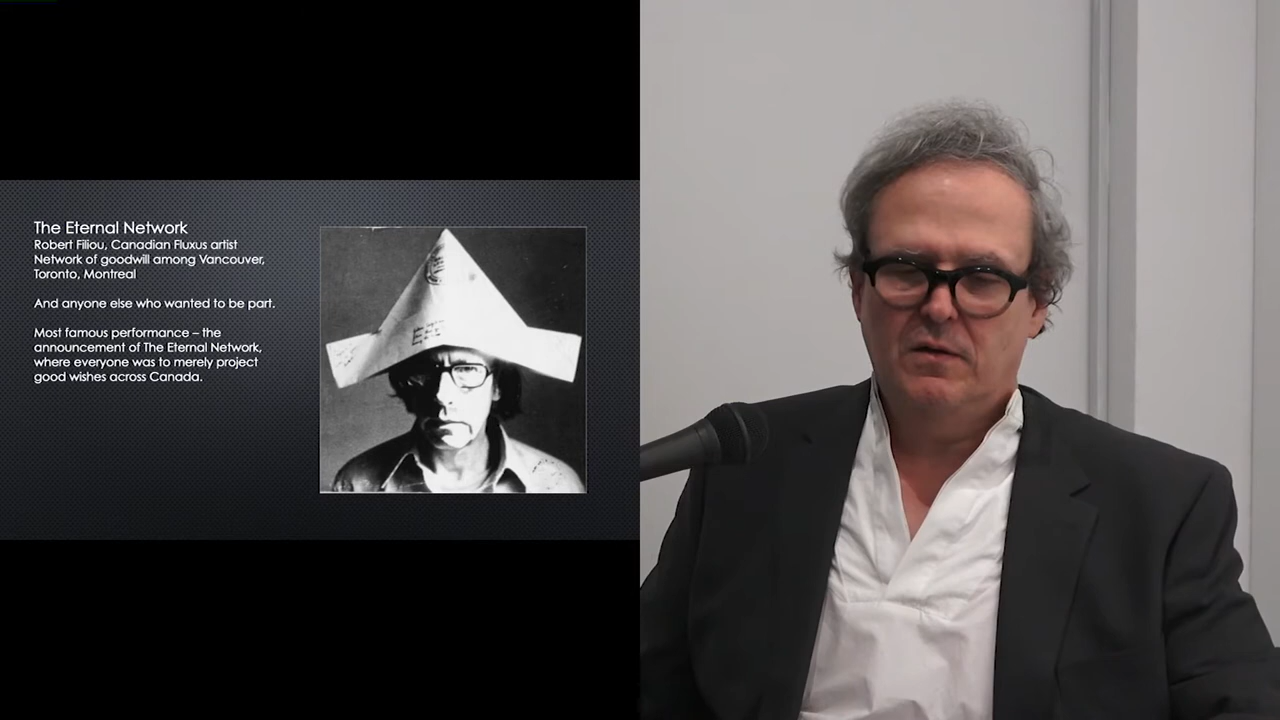 The Eternal Network
Robert Filiou, Canadian Fluxus artist
Network of goodwill among Vancouver,
Toronto, Montreal
And anyone else who wanted to be part.
Most famous performance – the
announcement of The Eternal Network,
where everyone was to merely project
good wishes across Canada.